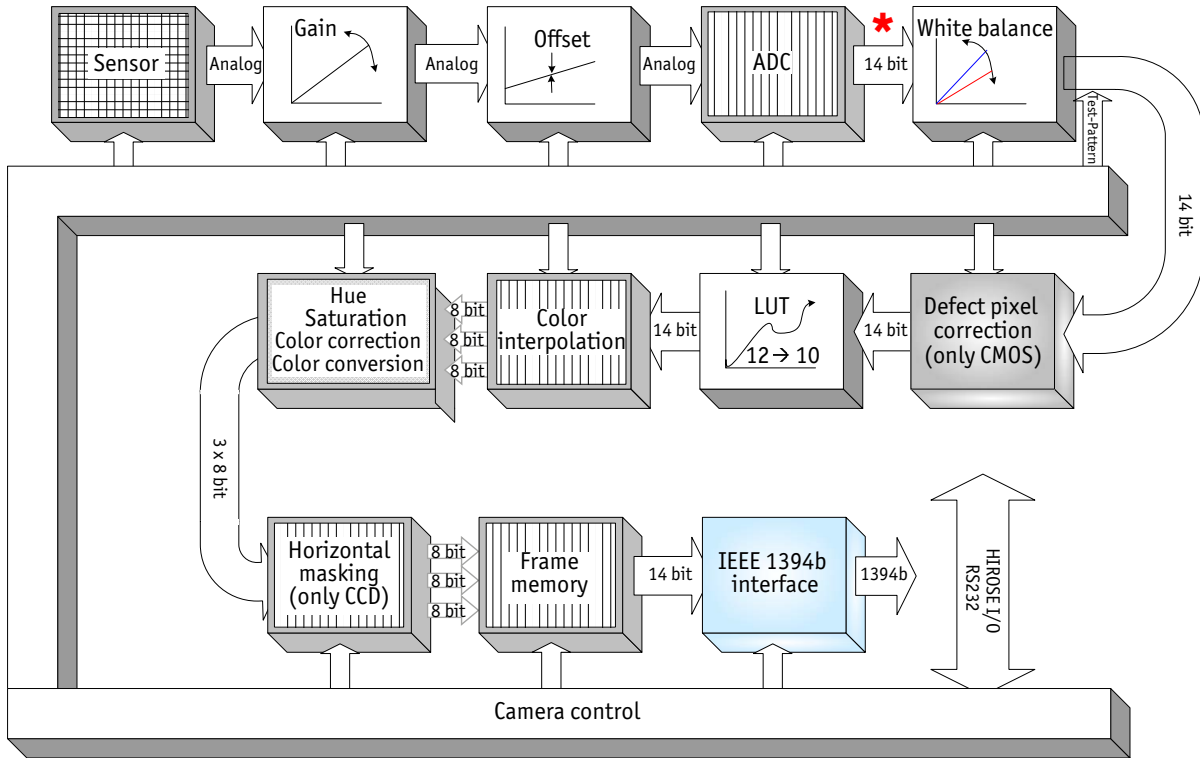 Sensor
Analog
Gain
Analog
Offset
Analog
ADC
*
14 bit
White balance
Test-Pattern
14 bit
Hue
Saturation
Color correction
Color conversion
8 bit
8 bit
8 bit
Color
interpolation
14 bit
LUT
12 → 10
14 bit
Defect pixel
correction
(only CMOS)
3 x 8 bit
Horizontal
masking
(only CCD)
8 bit
8 bit
8 bit
Frame
memory
14 bit
IEEE 1394b
interface
1394b
HIROSE I/O
RS232
Camera control